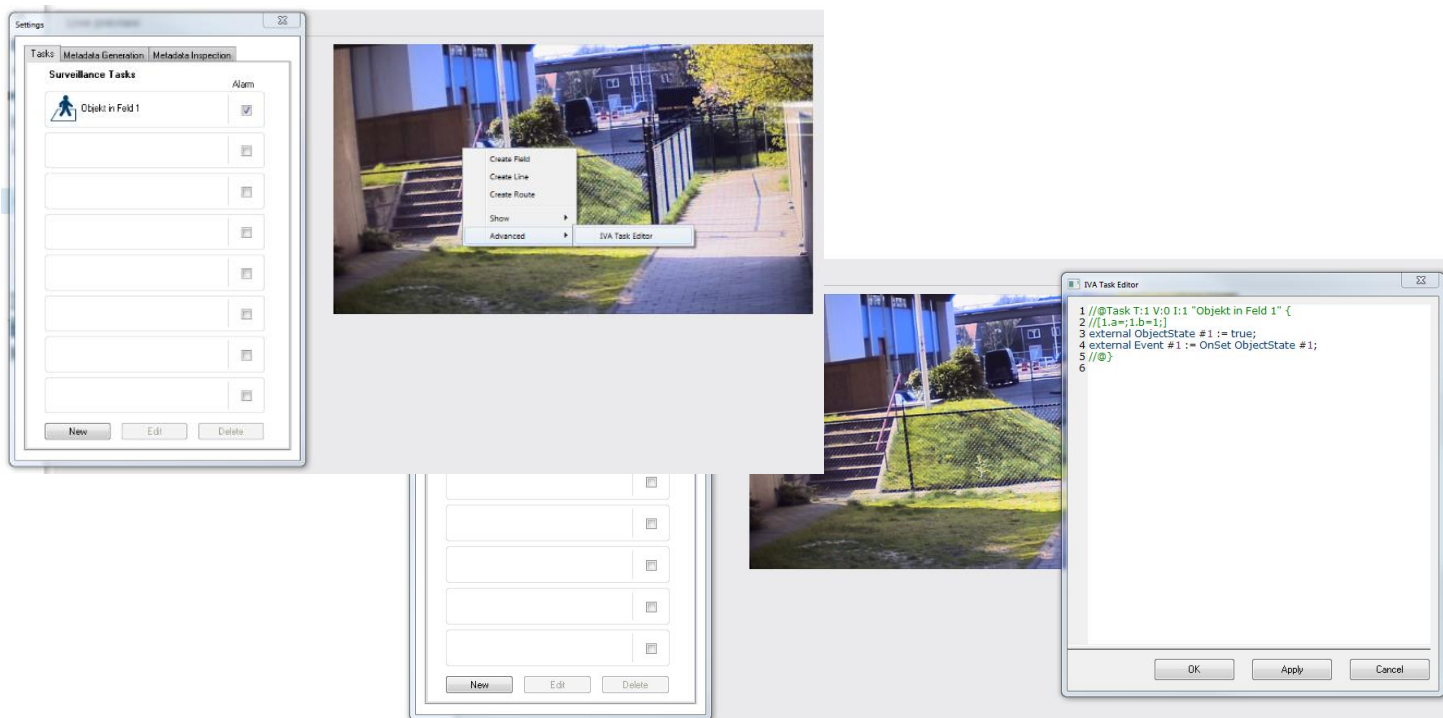 Settings
Live preview
Tasks
Metadata Generation
Metadata Inspection
Surveillance Tasks
Alarm
Objekt in Feld 1
New
Edit
Delete
Create Field
Create Line
Create Route
Show
Advanced
IVA Task Editor
New
Edit
Delete
IVA Task Editor
1 //@Task T:1 V:0 I:1 "Objekt in Feld 1" {
2 //[1.a=;1.b=1;]
3 external ObjectState #1 := true;
4 external Event #1 := OnSet ObjectState #1;
5 //@}
6
OK
Apply
Cancel